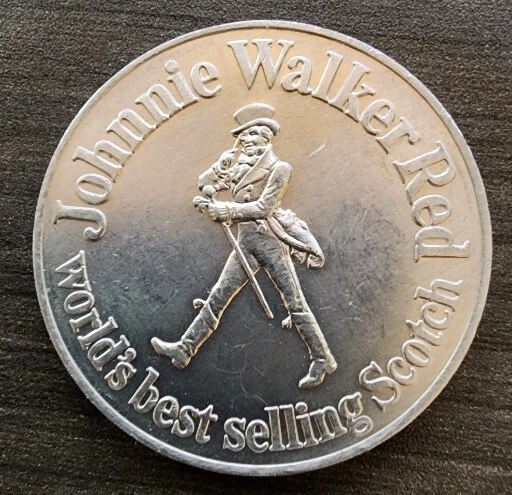 Johnnie Walker Red
world's best selling Scotch